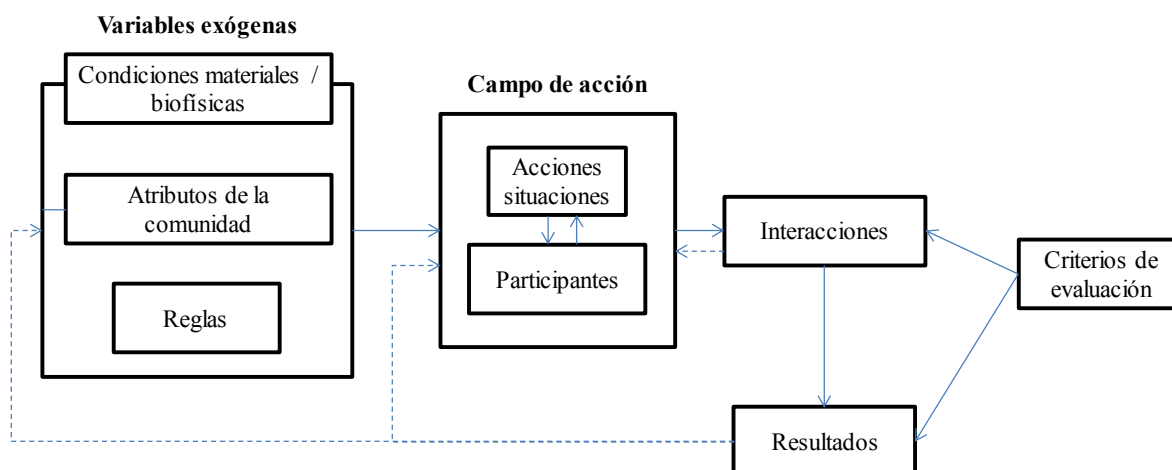 Variables exógenas
Condiciones materiales /
biofísicas
Atributos de la
comunidad
Reglas
Campo de acción
Acciones
situaciones
Participantes
Interacciones
Criterios de
evaluación
Resultados